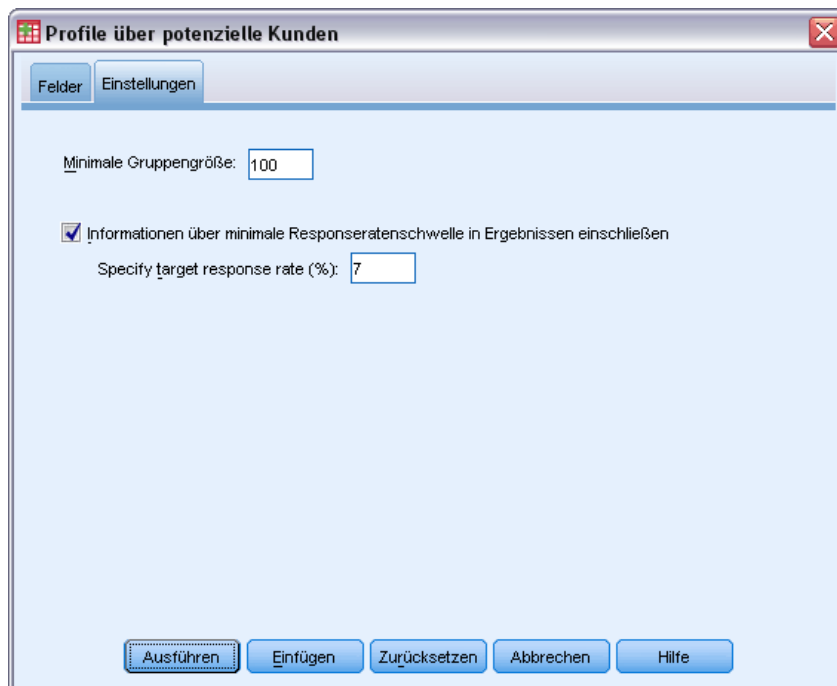 Profile über potenzielle Kunden
Felder Einstellungen
Minimale Gruppengröße: 100
Informationen über minimale Responseratenschwelle in Ergebnissen einschließen
Specify target response rate (%): 7
Ausführen Einfügen Zurücksetzen Abbrechen Hilfe